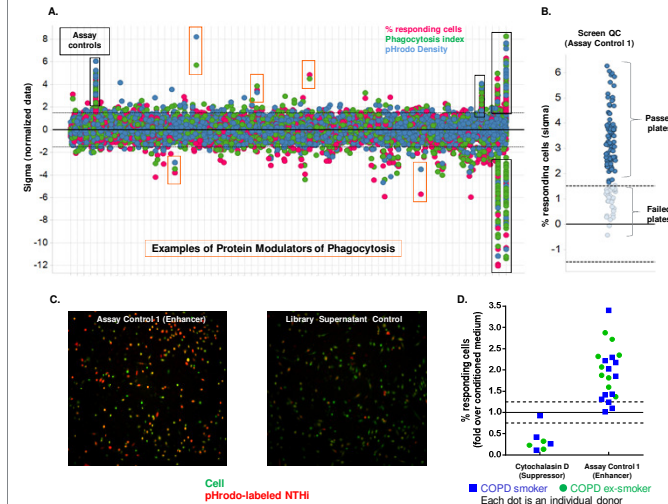 A.
Assay
controls
% responding cells
Phagocytosis index
pHrodo Density
Sigma (normalized data)
8
6
4
2
0
-2
-4
-6
-8
-10
-12
Examples of Protein Modulators of Phagocytosis
B.
Screen QC
(Assay Control 1)
% responding cells (sigma)
6
5
4
3
2
1
0
-1
Passe
plates
Failed
plates
C.
Assay Control 1 (Enhancer)
Library Supernatant Control
Cell
pHrodo-labeled NTHi
D.
% responding cells
(fold over conditioned medium)
3.5
3.0
2.5
2.0
1.5
1.0
0.5
0.0
Cytochalasin D
(Suppressor)
Assay Control 1
(Enhancer)
COPD smoker
COPD ex-smoker
Each dot is an individual donor